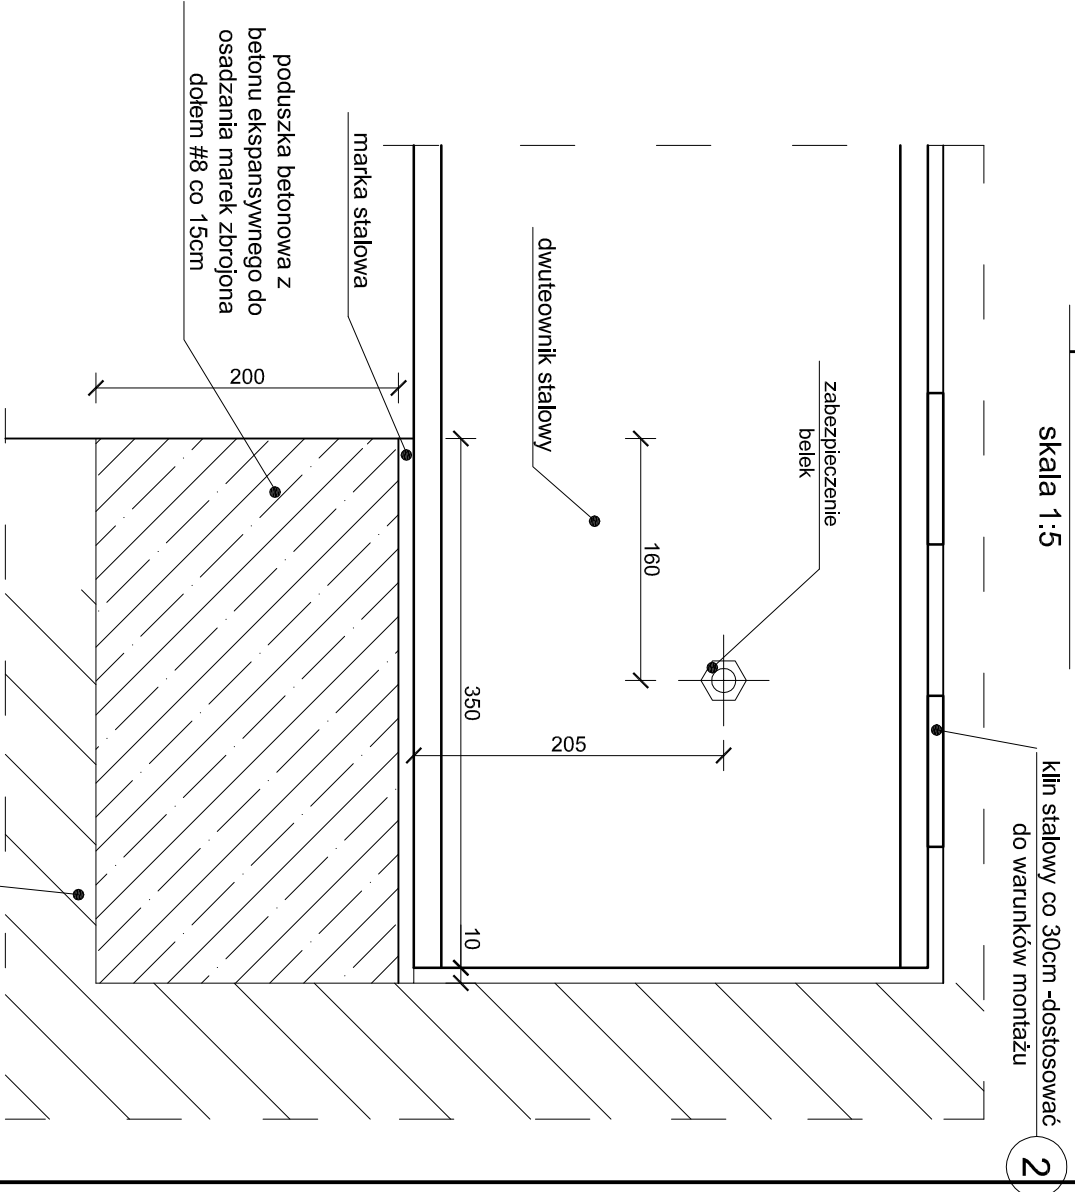 skala 1:5
klin stalowy co 30cm -dostosować
do warunków montażu
2
zabezpieczenie
belek
dwuteownik stalowy
marka stalowa
poduszka betonowa z
betonu ekspansywnego do
osadzania marek zbrojona
dołem #8 co 15cm
200
160
350
205
10